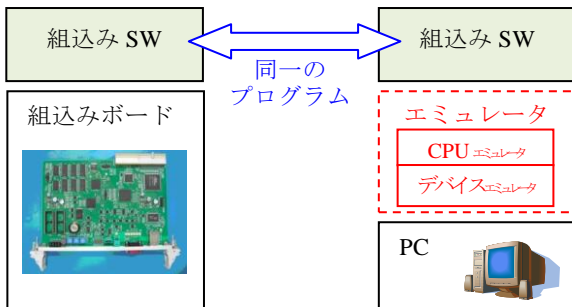 組込み SW
同一の
プログラム
組込み SW
組込みボード
エミュレータ
CPU エミュレータ
デバイスエミュレータ
PC